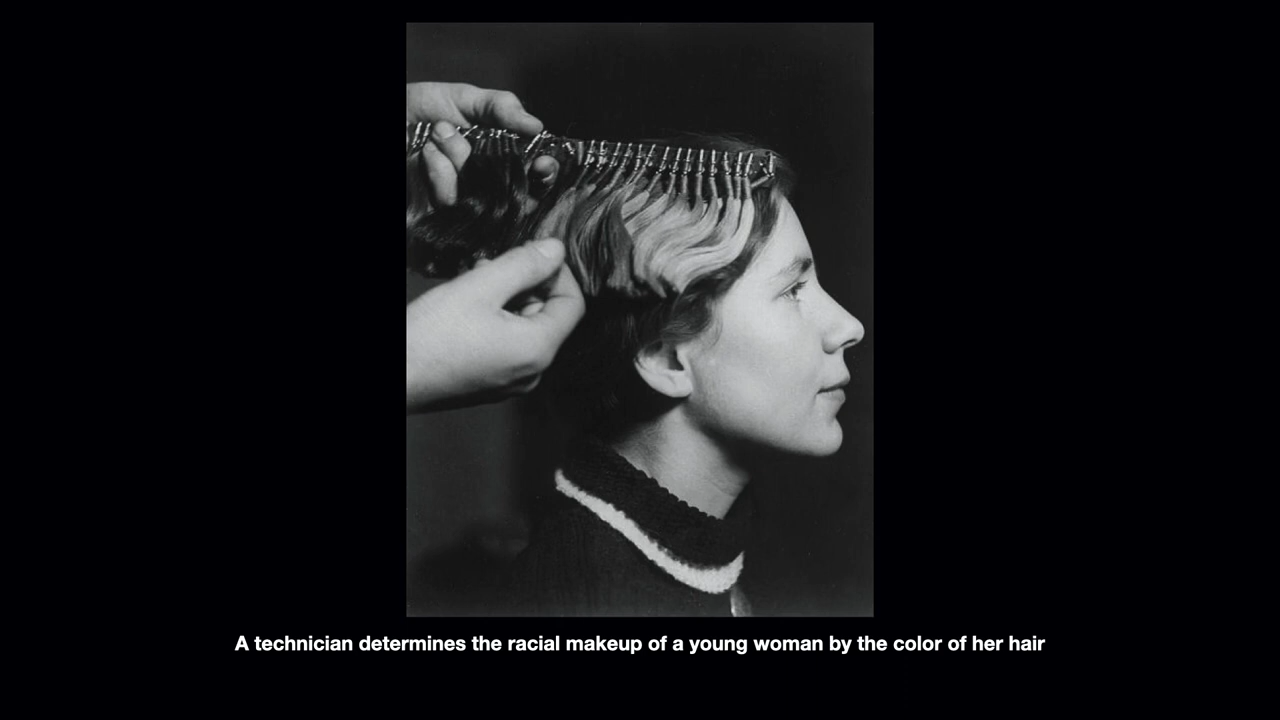 A technician determines the racial makeup of a young woman by the color of her hair